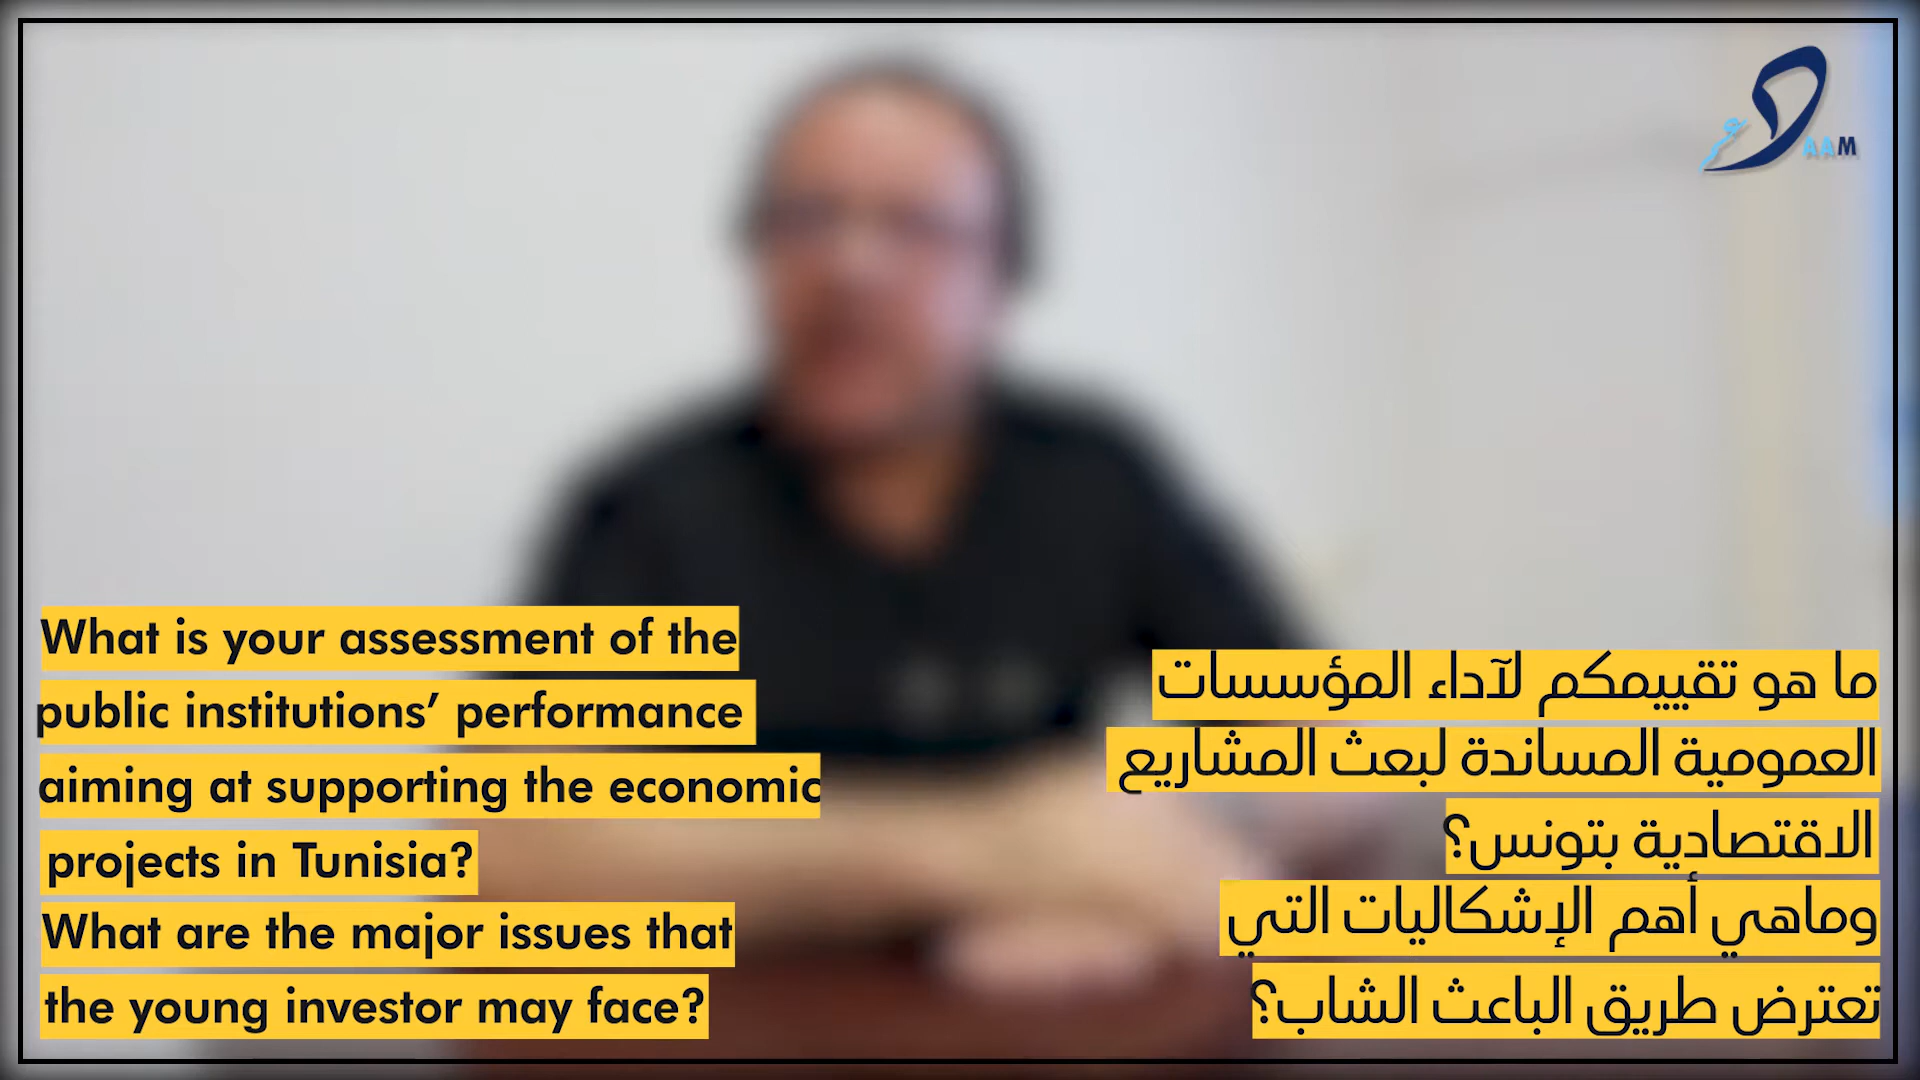 AAM
What is your assessment of the
public institutions’ performance
aiming at supporting the economic
projects in Tunisia?
What are the major issues that
the young investor may face?
ما هو تقييمكم لآداء المؤسسات
العمومية المساندة لبعث المشاريع
الاقتصادية بتونس؟
وماهي أهم الإشكاليات التي
تعترض طريق الباعث الشاب؟